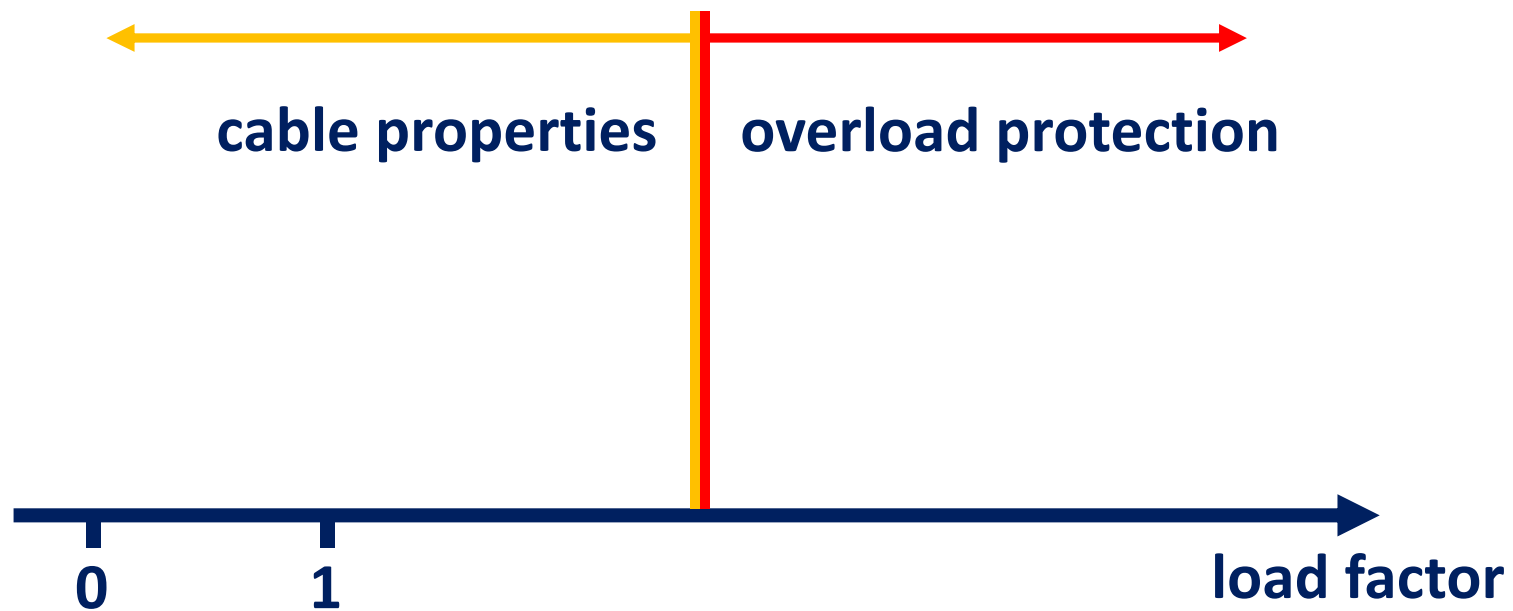 cable properties
overload protection
0
1
load factor